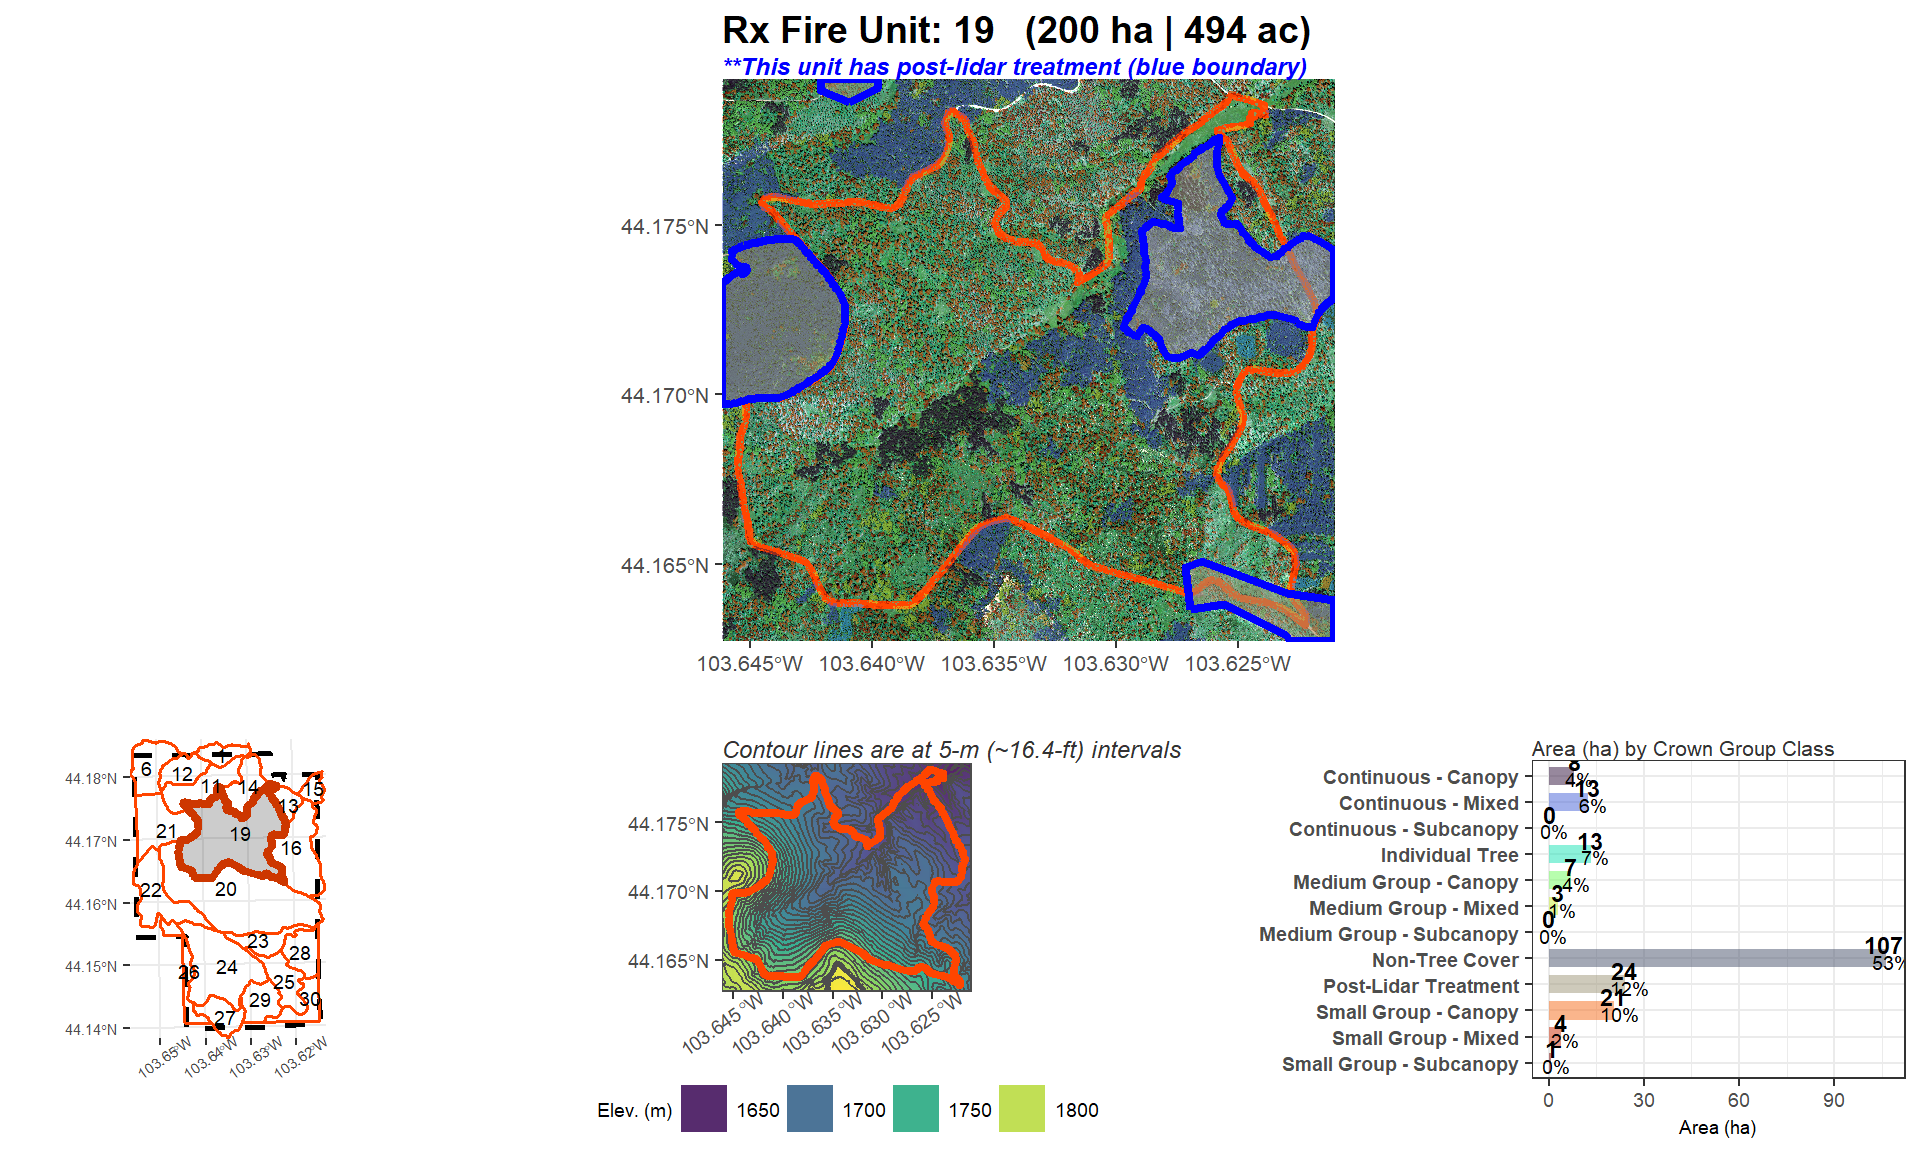 Rx Fire Unit: 19   (200 ha | 494 ac)
**This unit has post-lidar treatment (blue boundary)
44.175°N
44.170°N
44.165°N
103.645°W 103.640°W 103.635°W 103.630°W 103.625°W
44.18°N
44.17°N
44.16°N
44.15°N
44.14°N
6
12
1
11
14
15
13
21
19
16
22
20
23
28
26
24
25
29
30
27
103.65°W 103.64°W 103.63°W 103.62°W
Contour lines are at 5-m (~16.4-ft) intervals
44.175°N
44.170°N
44.165°N
103.645°W 103.640°W 103.635°W 103.630°W 103.625°W
Elev. (m) 1650 1700 1750 1800
Area (ha) by Crown Group Class
Continuous - Canopy 8 4%
Continuous - Mixed 13 6%
Continuous - Subcanopy 0 0%
Individual Tree 13 7%
Medium Group - Canopy 7 4%
Medium Group - Mixed 3 1%
Medium Group - Subcanopy 0 0%
Non-Tree Cover 107 53%
Post-Lidar Treatment 24 12%
Small Group - Canopy 21 10%
Small Group - Mixed 4 2%
Small Group - Subcanopy 1 0%
0 30 60 90
Area (ha)